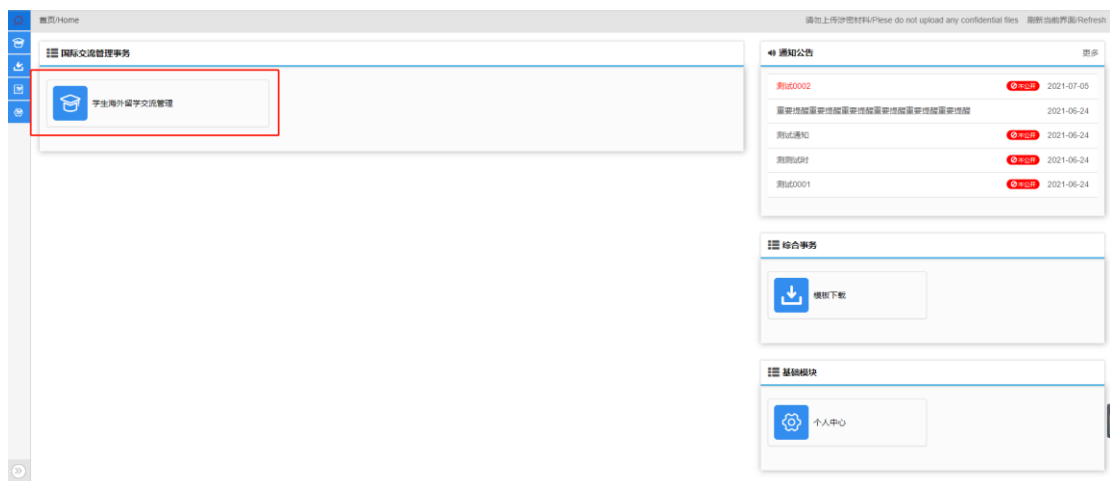 首页/Home
请勿上传涉密材料/Plese do not upload any confidential files 刷新当前界面/Refresh
国际交流管理事务
学生海外留学交流管理
通知公告 更多
测试0002 未公开 2021-07-05
重要提醒重要提醒重要提醒重要提醒重要提醒重要提醒 2021-06-24
测试通知 未公开 2021-06-24
测测试时 未公开 2021-06-24
测试0001 未公开 2021-06-24
综合事务
模板下载
基础模块
个人中心